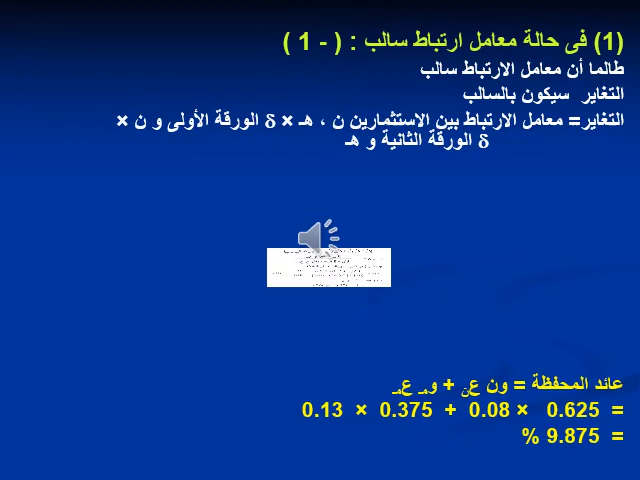 (1) فى حالة معامل ارتباط سالب : ( - 1 )
طالما أن معامل الارتباط سالب
التغاير سيكون بالسالب
التغاير= معامل الارتباط بين الاستثمارين ن ، هـ × δ الورقة الأولى و ن ×
δ الورقة الثانية و هـ
عائد المحفظة = ون عن + وهـ عهـ
= 0.625 × 0.08 + 0.375 × 0.13
= 9.875 %